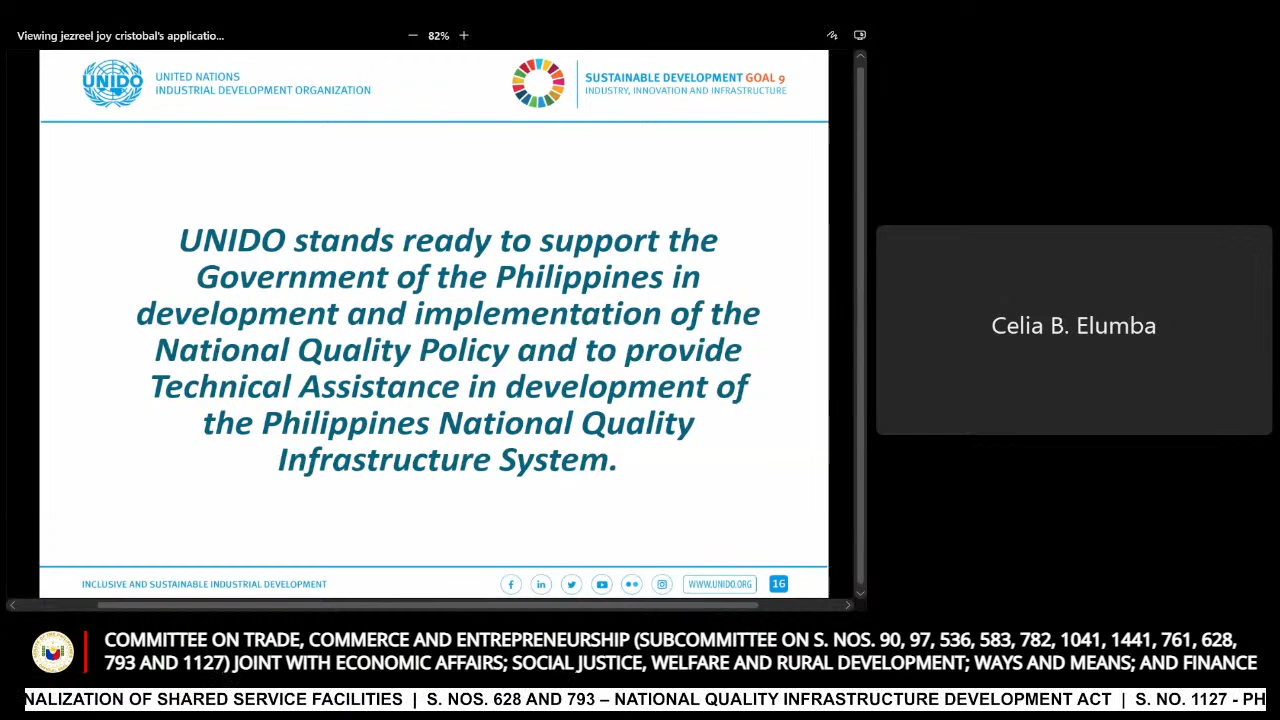 Viewing jezreel joy cristobal's applicatio...
82%
UNIDO
UNITED NATIONS
INDUSTRIAL DEVELOPMENT ORGANIZATION
SUSTAINABLE DEVELOPMENT GOAL 9
INDUSTRY, INNOVATION AND INFRASTRUCTURE
UNIDO stands ready to support the
Government of the Philippines in
development and implementation of the
National Quality Policy and to provide
Technical Assistance in development of
the Philippines National Quality
Infrastructure System.
Celia B. Elumba
INCLUSIVE AND SUSTAINABLE INDUSTRIAL DEVELOPMENT
WWW.UNIDO.ORG
16
COMMITTEE ON TRADE, COMMERCE AND ENTREPRENEURSHIP (SUBCOMMITTEE ON S. NOS. 90, 97, 536, 583, 782, 1041, 1441, 761, 628,
793 AND 1127) JOINT WITH ECONOMIC AFFAIRS; SOCIAL JUSTICE, WELFARE AND RURAL DEVELOPMENT; WAYS AND MEANS; AND FINANCE
NALIZATION OF SHARED SERVICE FACILITIES | S. NOS. 628 AND 793 – NATIONAL QUALITY INFRASTRUCTURE DEVELOPMENT ACT | S. NO. 1127 - PH